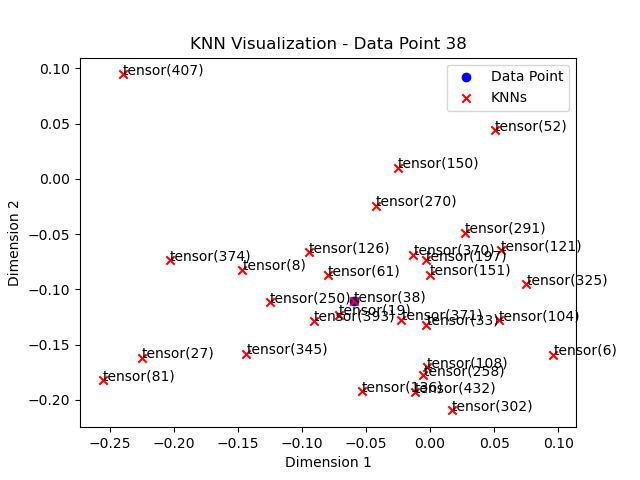 KNN Visualization - Data Point 38
Data Point
KNNs
tensor(407)
tensor(52)
tensor(150)
tensor(270)
tensor(291)
tensor(121)
tensor(126)
tensor(370)
tensor(197)
tensor(374)
tensor(8)
tensor(61)
tensor(151)
tensor(325)
tensor(250)
tensor(38)
tensor(19)
tensor(393)
tensor(371)
tensor(33)
tensor(104)
tensor(27)
tensor(345)
tensor(6)
tensor(108)
tensor(258)
tensor(81)
tensor(136)
tensor(432)
tensor(302)
0.10
0.05
0.00
−0.05
−0.10
−0.15
−0.20
Dimension 2
−0.25 −0.20 −0.15 −0.10 −0.05 0.00 0.05 0.10
Dimension 1